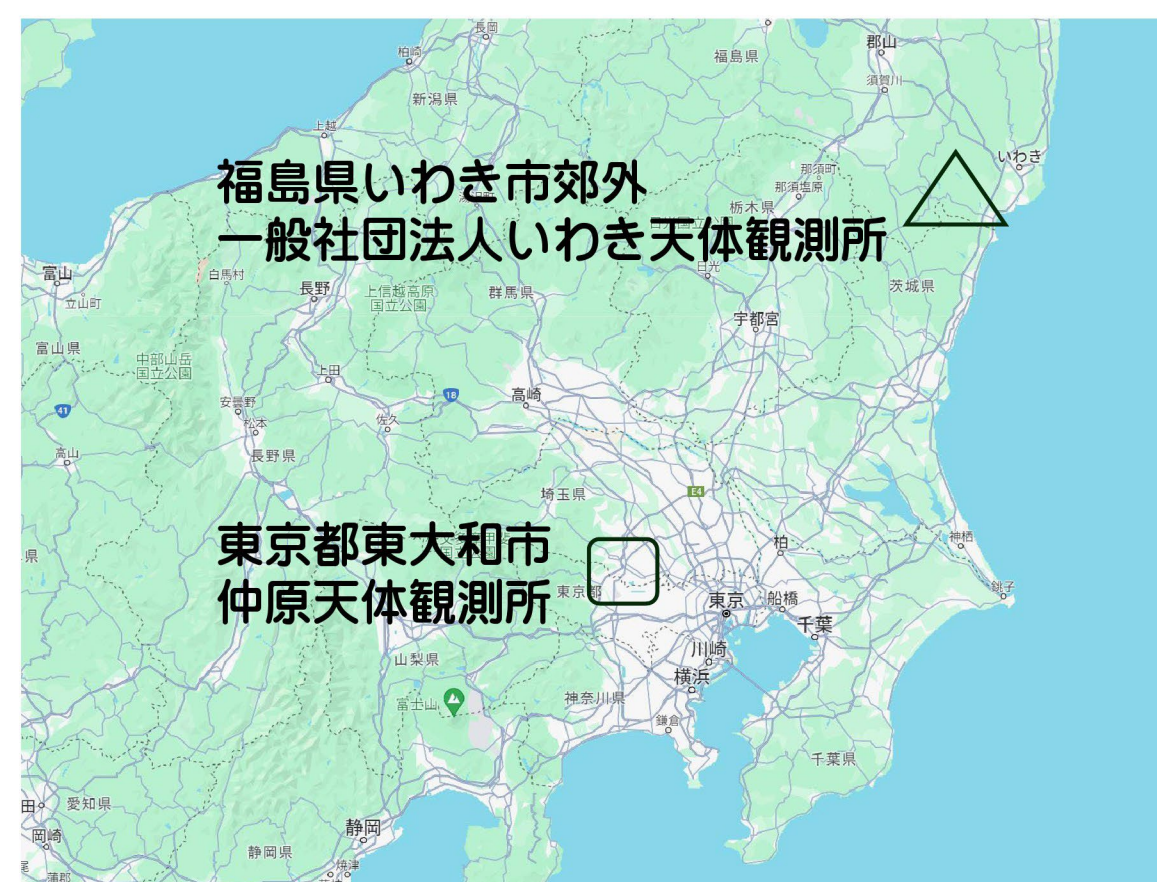 長岡
郡山
柏崎
福島県
須賀川
新潟県
上越
福島県いわき市郊外
いわき
那須町
那須塩原
栃木県
一般社団法人いわき天体観測所
日光
富山
白馬村
長野
上信越高原
国立公園
群馬県
茨城県
立山町
宇都宮
富山県
中部山岳
国立公園
上田
18
高崎
安曇野
41
松本
佐久
高山
長野県
埼玉県
E4
東京都東大和市
柏
神栖
県
仲原天体観測所
東京都
東京
船橋
銚子
千葉
川崎
山梨県
横浜
富士山
神奈川県
鎌倉
千葉県
田
愛知県
岡崎
静岡
静岡県
焼津
蒲郡